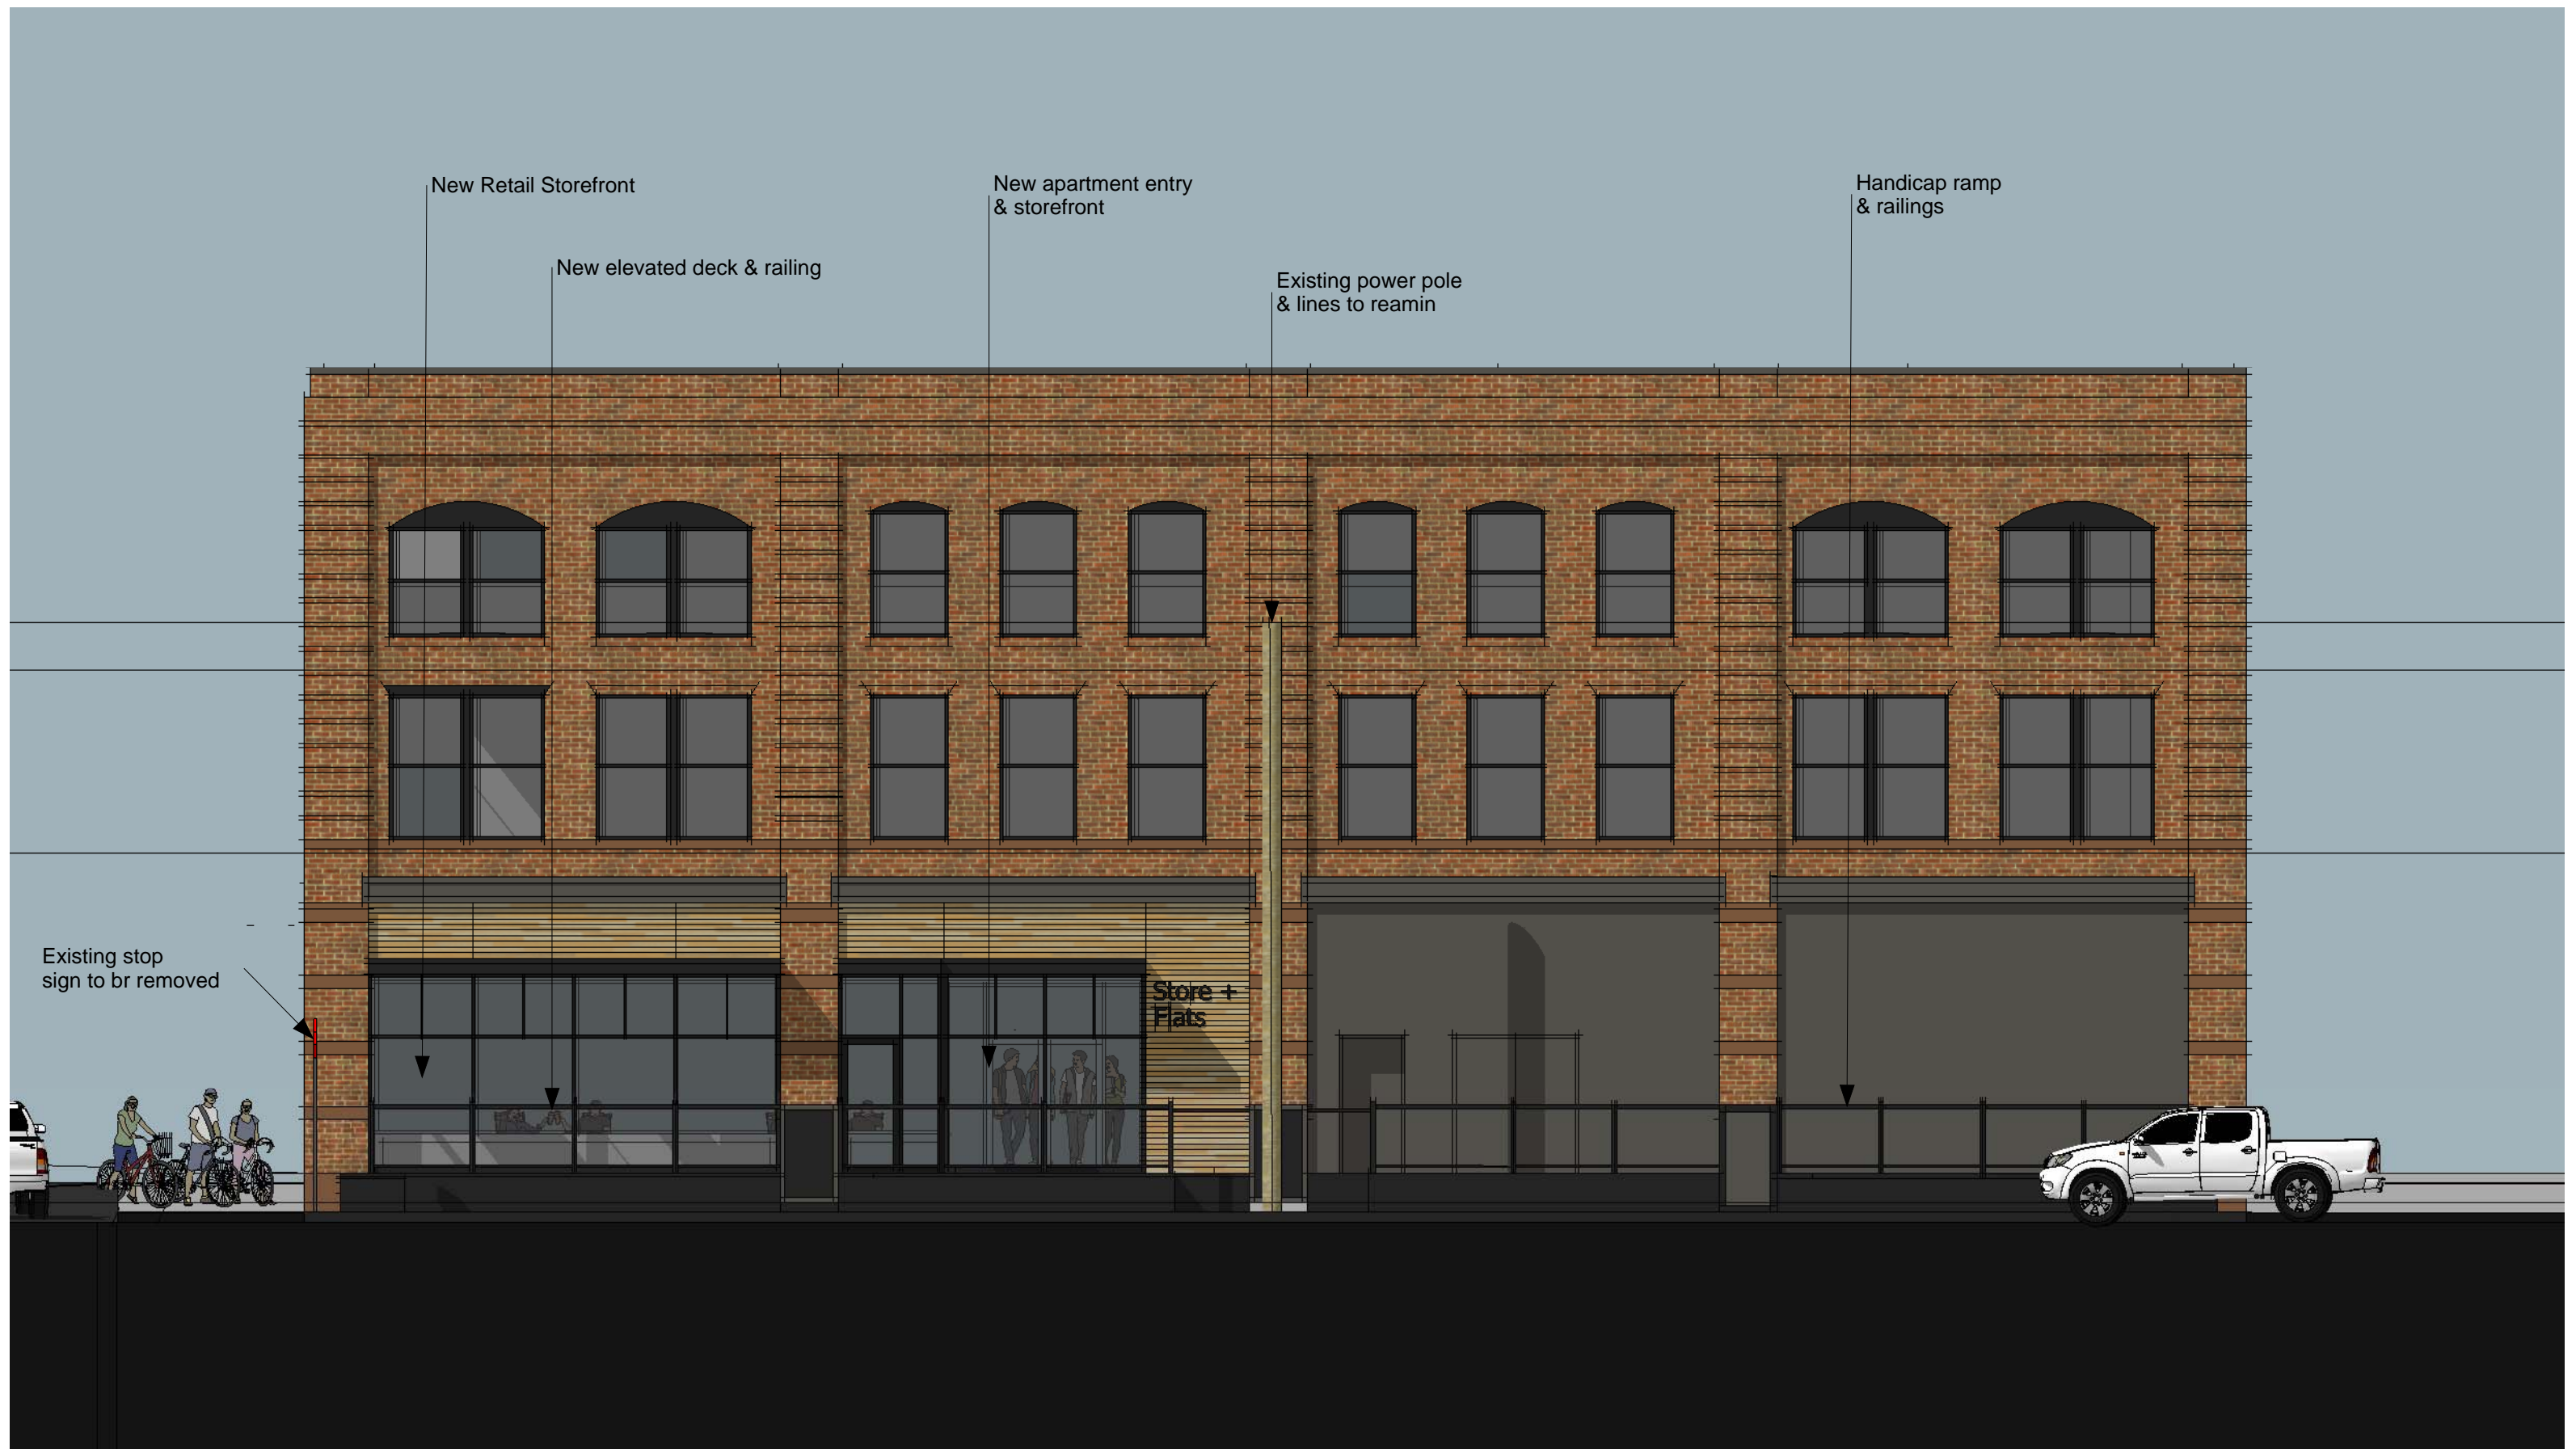 New Retail Storefront
New apartment entry
& storefront
Handicap ramp
& railings
New elevated deck & railing
Existing power pole
& lines to reamin
Existing stop
sign to br removed
Store +
Flats